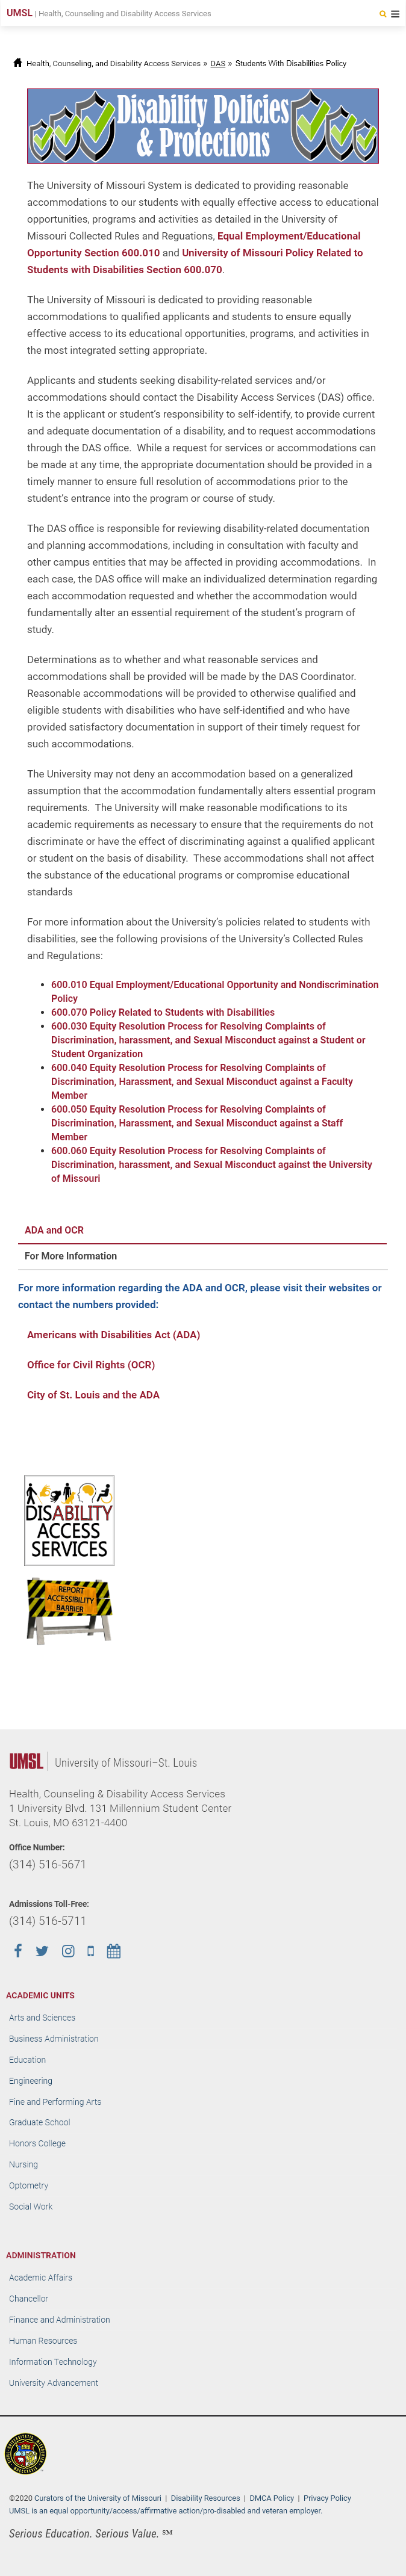 UMSL | Health, Counseling and Disability Access Services
Health, Counseling, and Disability Access Services » DAS » Students With Disabilities Policy
Disability Policies
& Protections
The University of Missouri System is dedicated to providing reasonable
accommodations to our students with equally effective access to educational
opportunities, programs and activities as detailed in the University of
Missouri Collected Rules and Reguations, Equal Employment/Educational
Opportunity Section 600.010 and University of Missouri Policy Related to
Students with Disabilities Section 600.070.
The University of Missouri is dedicated to providing reasonable
accommodations to qualified applicants and students to ensure equally
effective access to its educational opportunities, programs, and activities in
the most integrated setting appropriate.
Applicants and students seeking disability-related services and/or
accommodations should contact the Disability Access Services (DAS) office.
It is the applicant or student's responsibility to self-identify, to provide current
and adequate documentation of a disability, and to request accommodations
through the DAS office. While a request for services or accommodations can
be made at any time, the appropriate documentation should be provided in a
timely manner to ensure full resolution of accommodations prior to the
student's entrance into the program or course of study.
The DAS office is responsible for reviewing disability-related documentation
and planning accommodations, including in consultation with faculty and
other campus entities that may be affected in providing accommodations. In
each case, the DAS office will make an individualized determination regarding
each accommodation requested and whether the accommodation would
fundamentally alter an essential requirement of the student's program of
study.
Determinations as to whether and what reasonable services and
accommodations shall be provided will be made by the DAS Coordinator.
Reasonable accommodations will be provided to otherwise qualified and
eligible students with disabilities who have self-identified and who have
provided satisfactory documentation in support of their timely request for
such accommodations.
The University may not deny an accommodation based on a generalized
assumption that the accommodation fundamentally alters essential program
requirements. The University will make reasonable modifications to its
academic requirements as necessary to ensure that the requirements do not
discriminate or have the effect of discriminating against a qualified applicant
or student on the basis of disability. These accommodations shall not affect
the substance of the educational programs or compromise educational
standards
For more information about the University's policies related to students with
disabilities, see the following provisions of the University's Collected Rules
and Regulations:
600.010 Equal Employment/Educational Opportunity and Nondiscrimination
Policy
600.070 Policy Related to Students with Disabilities
600.030 Equity Resolution Process for Resolving Complaints of
Discrimination, harassment, and Sexual Misconduct against a Student or
Student Organization
600.040 Equity Resolution Process for Resolving Complaints of
Discrimination, Harassment, and Sexual Misconduct against a Faculty
Member
600.050 Equity Resolution Process for Resolving Complaints of
Discrimination, Harassment, and Sexual Misconduct against a Staff
Member
600.060 Equity Resolution Process for Resolving Complaints of
Discrimination, harassment, and Sexual Misconduct against the University
of Missouri
ADA and OCR
For More Information
For more information regarding the ADA and OCR, please visit their websites or
contact the numbers provided:
Americans with Disabilities Act (ADA)
Office for Civil Rights (OCR)
City of St. Louis and the ADA
DISABILITY
ACCESS
SERVICES
REPORT
ACCESSIBILITY
BARRIER
UMSL | University of Missouri–St. Louis
Health, Counseling & Disability Access Services
1 University Blvd. 131 Millennium Student Center
St. Louis, MO 63121-4400
Office Number:
(314) 516-5671
Admissions Toll-Free:
(314) 516-5711
ACADEMIC UNITS
Arts and Sciences
Business Administration
Education
Engineering
Fine and Performing Arts
Graduate School
Honors College
Nursing
Optometry
Social Work
ADMINISTRATION
Academic Affairs
Chancellor
Finance and Administration
Human Resources
Information Technology
University Advancement
©2020 Curators of the University of Missouri | Disability Resources | DMCA Policy | Privacy Policy
UMSL is an equal opportunity/access/affirmative action/pro-disabled and veteran employer.
Serious Education. Serious Value. ℠